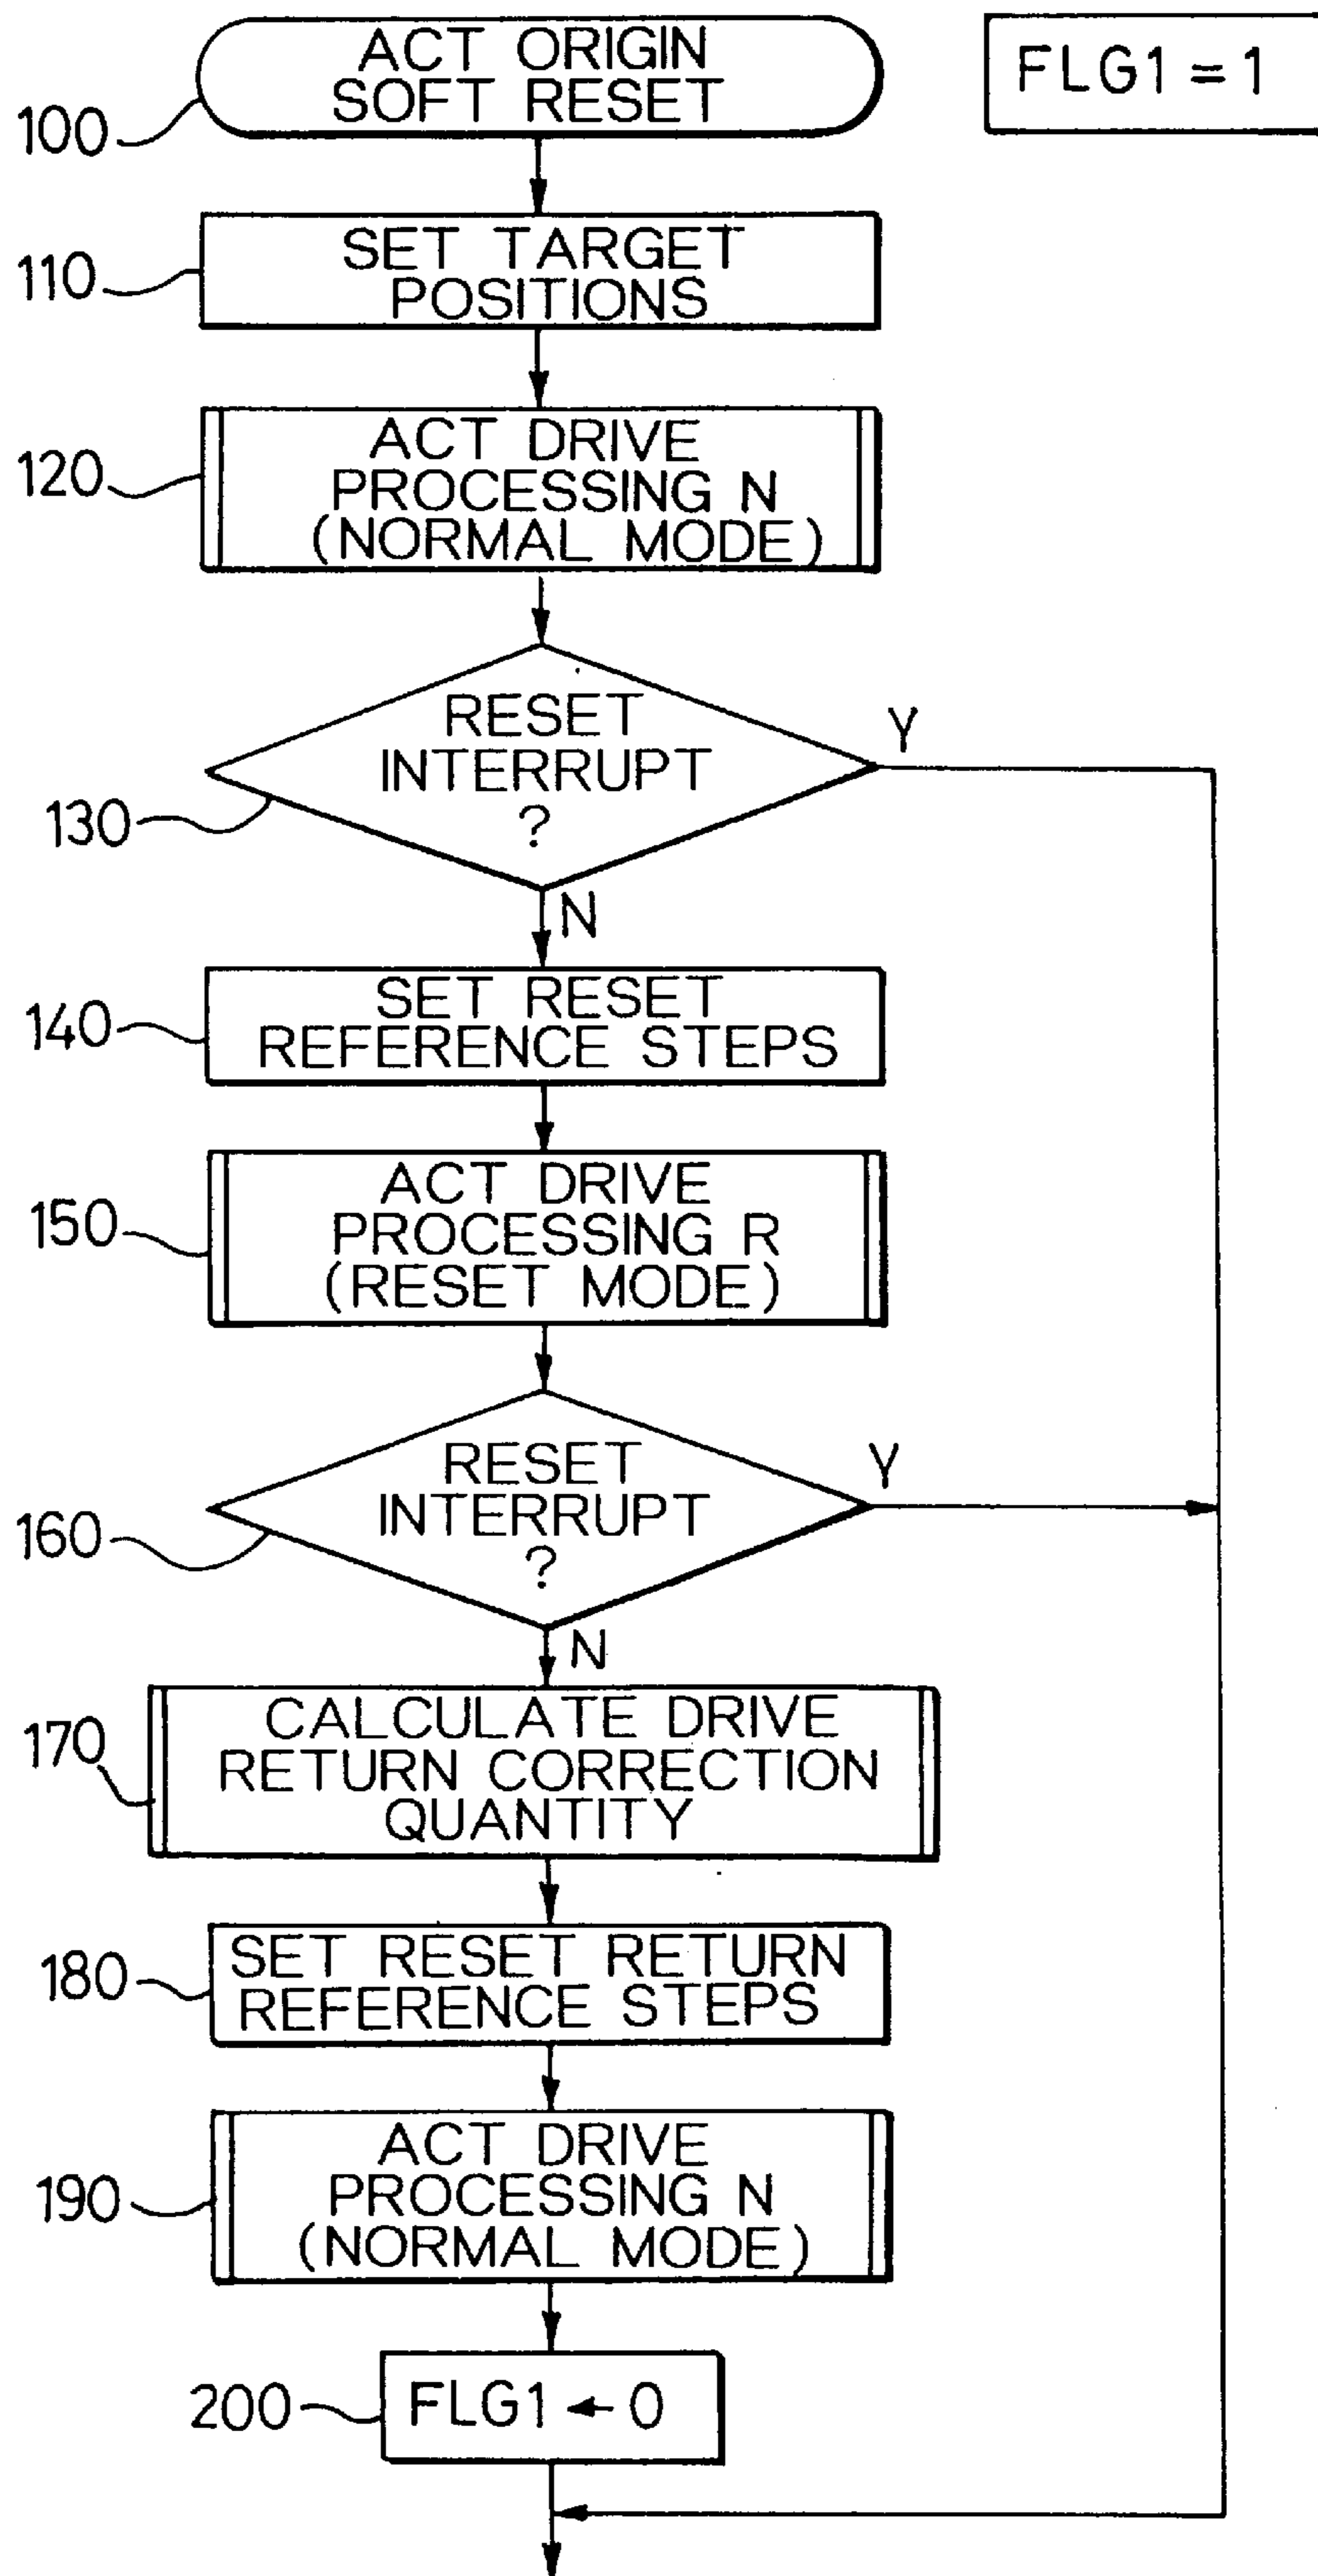 ACT ORIGIN
SOFT RESET
FLG1 = 1
100
SET TARGET
POSITIONS
110
ACT DRIVE
PROCESSING N
(NORMAL MODE)
120
RESET
INTERRUPT
?
Y
130
N
SET RESET
REFERENCE STEPS
140
ACT DRIVE
PROCESSING R
(RESET MODE)
150
RESET
INTERRUPT
?
Y
160
N
CALCULATE DRIVE
RETURN CORRECTION
QUANTITY
170
SET RESET RETURN
REFERENCE STEPS
180
ACT DRIVE
PROCESSING N
(NORMAL MODE)
190
FLG1 ← 0
200